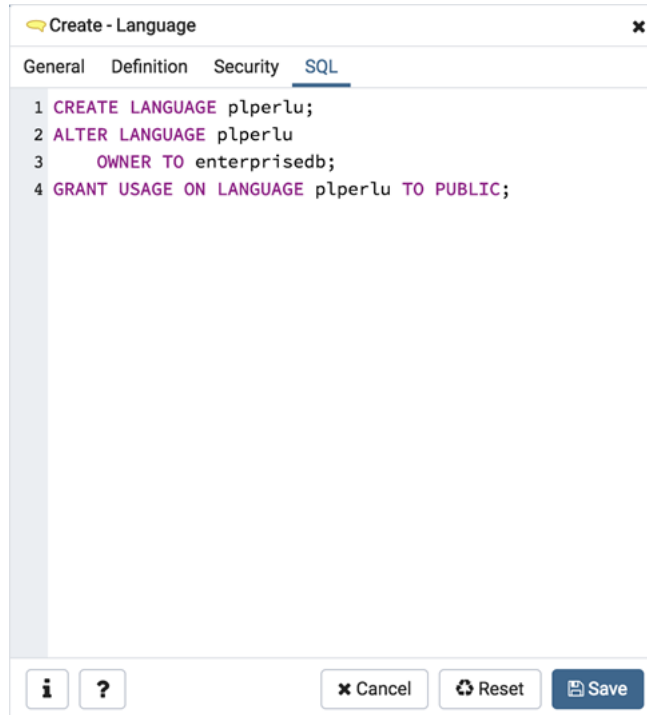 Create - Language
General Definition Security SQL
1 CREATE LANGUAGE plperlu;
2 ALTER LANGUAGE plperlu
3 OWNER TO enterprisedb;
4 GRANT USAGE ON LANGUAGE plperlu TO PUBLIC;
i ? Cancel Reset Save